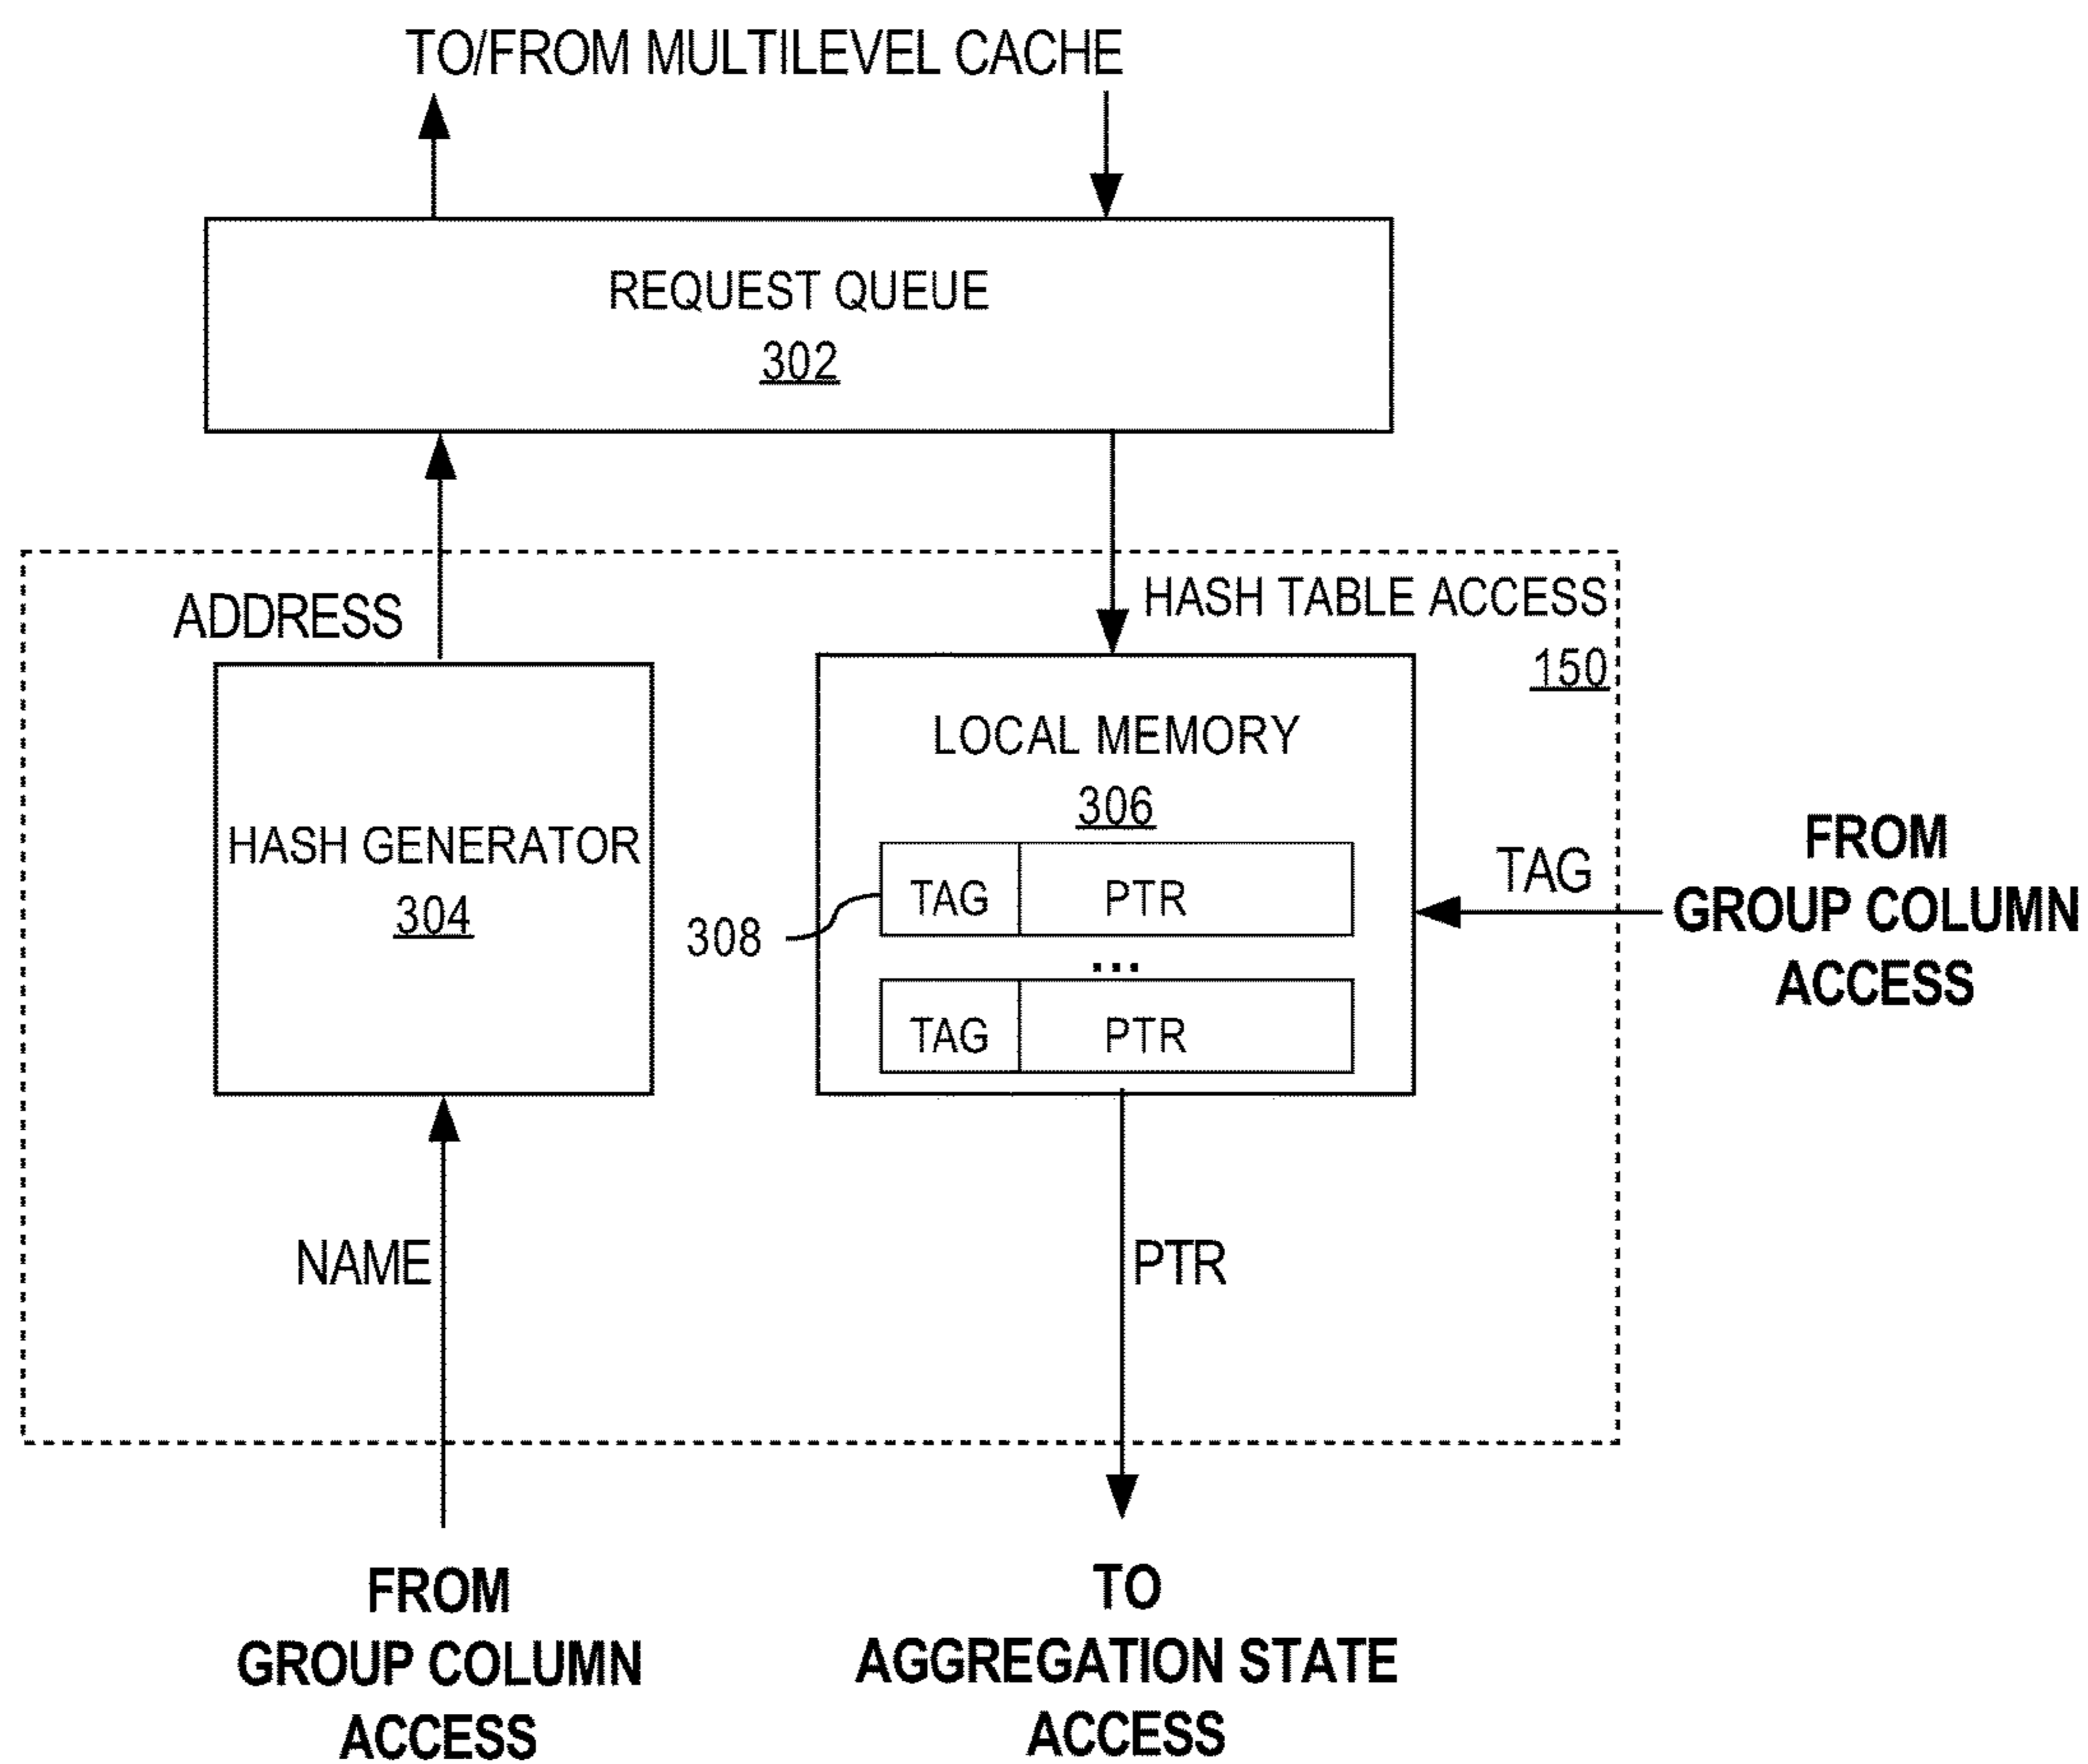 TO/FROM MULTILEVEL CACHE
REQUEST QUEUE
302
ADDRESS
HASH TABLE ACCESS
150
HASH GENERATOR
304
LOCAL MEMORY
306
TAG PTR
308
...
TAG PTR
TAG
FROM
GROUP COLUMN
ACCESS
NAME
PTR
FROM
GROUP COLUMN
ACCESS
TO
AGGREGATION STATE
ACCESS